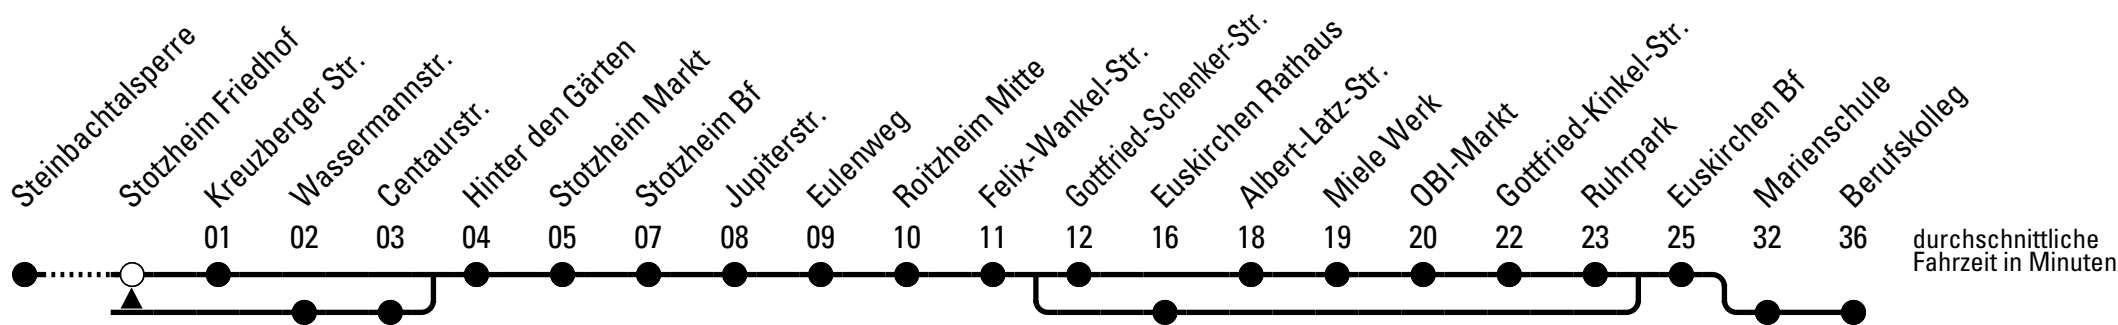 Steinbachtalsperre
Stotzheim Friedhof
Kreuzberger Str.
Wassermannstr.
Centaurstr.
Hinter den Gärten
Stotzheim Markt
Stotzheim Bf
Jupiterstr.
Eulenweg
Roitzheim Mitte
Felix-Wankel-Str.
Gottfried-Schenker-Str.
Euskirchen Rathaus
Albert-Latz-Str.
Miele Werk
OBI-Markt
Gottfried-Kinkel-Str.
Ruhrpark
Euskirchen Bf
Marienschule
Berufskolleg
01 02 03 04 05 07 08 09 10 11 12 16 18 19 20 22 23 25 32 36
durchschnittliche
Fahrzeit in Minuten